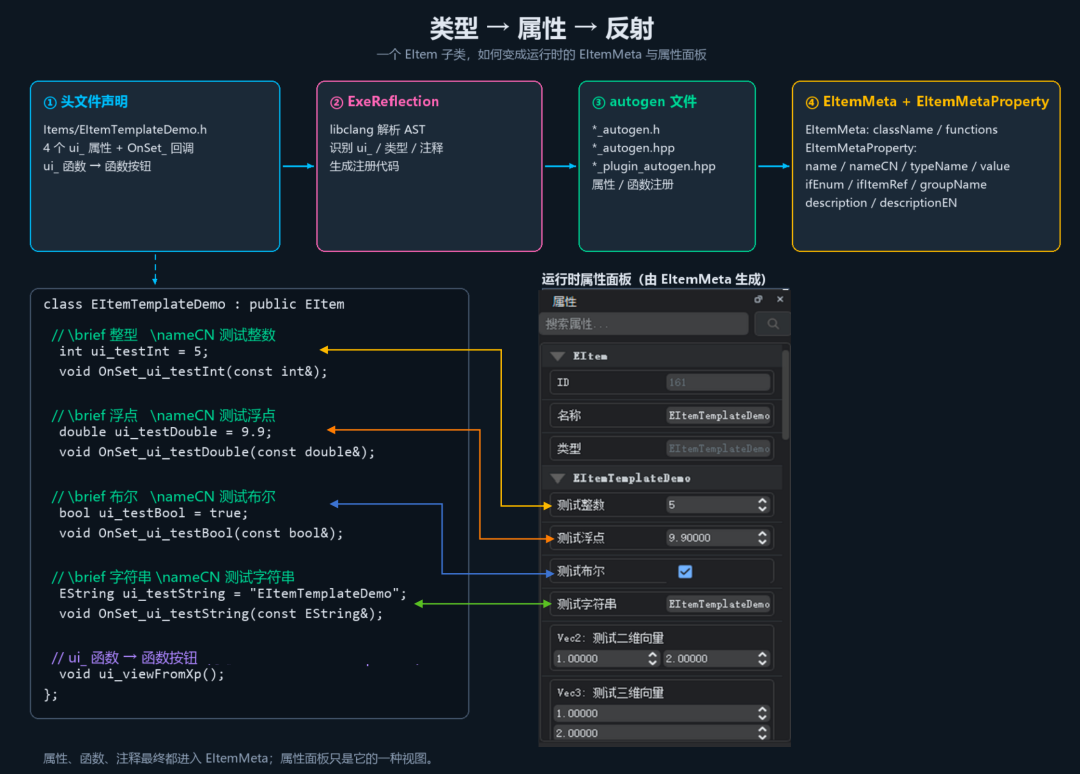 类型 → 属性 → 反射
一个 EItem 子类，如何变成运行时的 EItemMeta 与属性面板
① 头文件声明
Items/EItemTemplateDemo.h
4 个 ui_ 属性 + OnSet_ 回调
ui_ 函数 → 函数按钮
② ExeReflection
libclang 解析 AST
识别 ui_ / 类型 / 注释
生成注册代码
③ autogen 文件
*_autogen.h
*_autogen.hpp
*_plugin_autogen.hpp
属性 / 函数注册
④ EItemMeta + EItemMetaProperty
EItemMeta: className / functions
EItemMetaProperty:
name / nameCN / typeName / value
ifEnum / ifItemRef / groupName
description / descriptionEN
class EItemTemplateDemo : public EItem
// \brief 整型 \nameCN 测试整数
int ui_testInt = 5;
void OnSet_ui_testInt(const int&);
// \brief 浮点 \nameCN 测试浮点
double ui_testDouble = 9.9;
void OnSet_ui_testDouble(const double&);
// \brief 布尔 \nameCN 测试布尔
bool ui_testBool = true;
void OnSet_ui_testBool(const bool&);
// \brief 字符串 \nameCN 测试字符串
EString ui_testString = "EItemTemplateDemo";
void OnSet_ui_testString(const EString&);
// ui_ 函数 → 函数按钮
void ui_viewFromXp();
};
运行时属性面板（由 EItemMeta 生成）
属性
搜索属性...
EItem
ID 161
名称 EItemTemplateDemo
类型 EItemTemplateDemo
EItemTemplateDemo
测试整数 5
测试浮点 9.90000
测试布尔
测试字符串 EItemTemplateDemo
Vec2: 测试二维向量
1.00000 2.00000
Vec3: 测试三维向量
1.00000
2.00000
属性、函数、注释最终都进入 EItemMeta；属性面板只是它的一种视图。